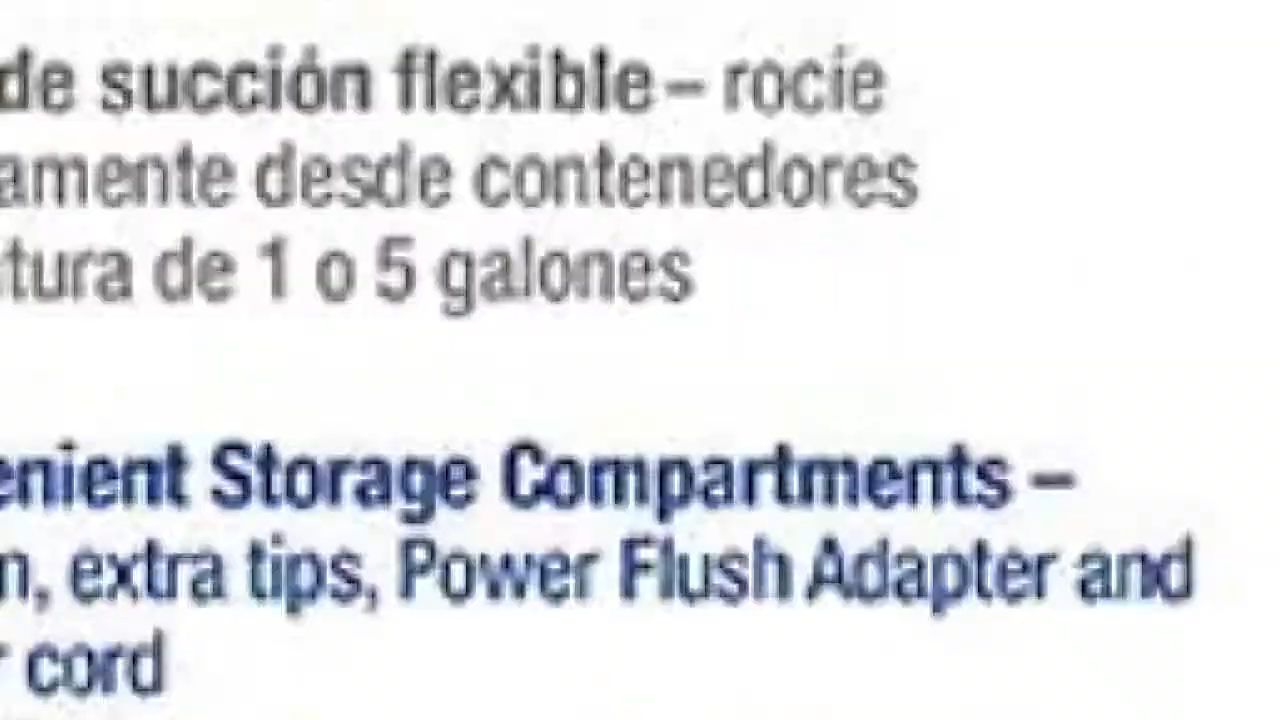 de succión flexible – rocie
amente desde contenedores
tura de 1 o 5 galones
enient Storage Compartments –
n, extra tips, Power Flush Adapter and
r cord